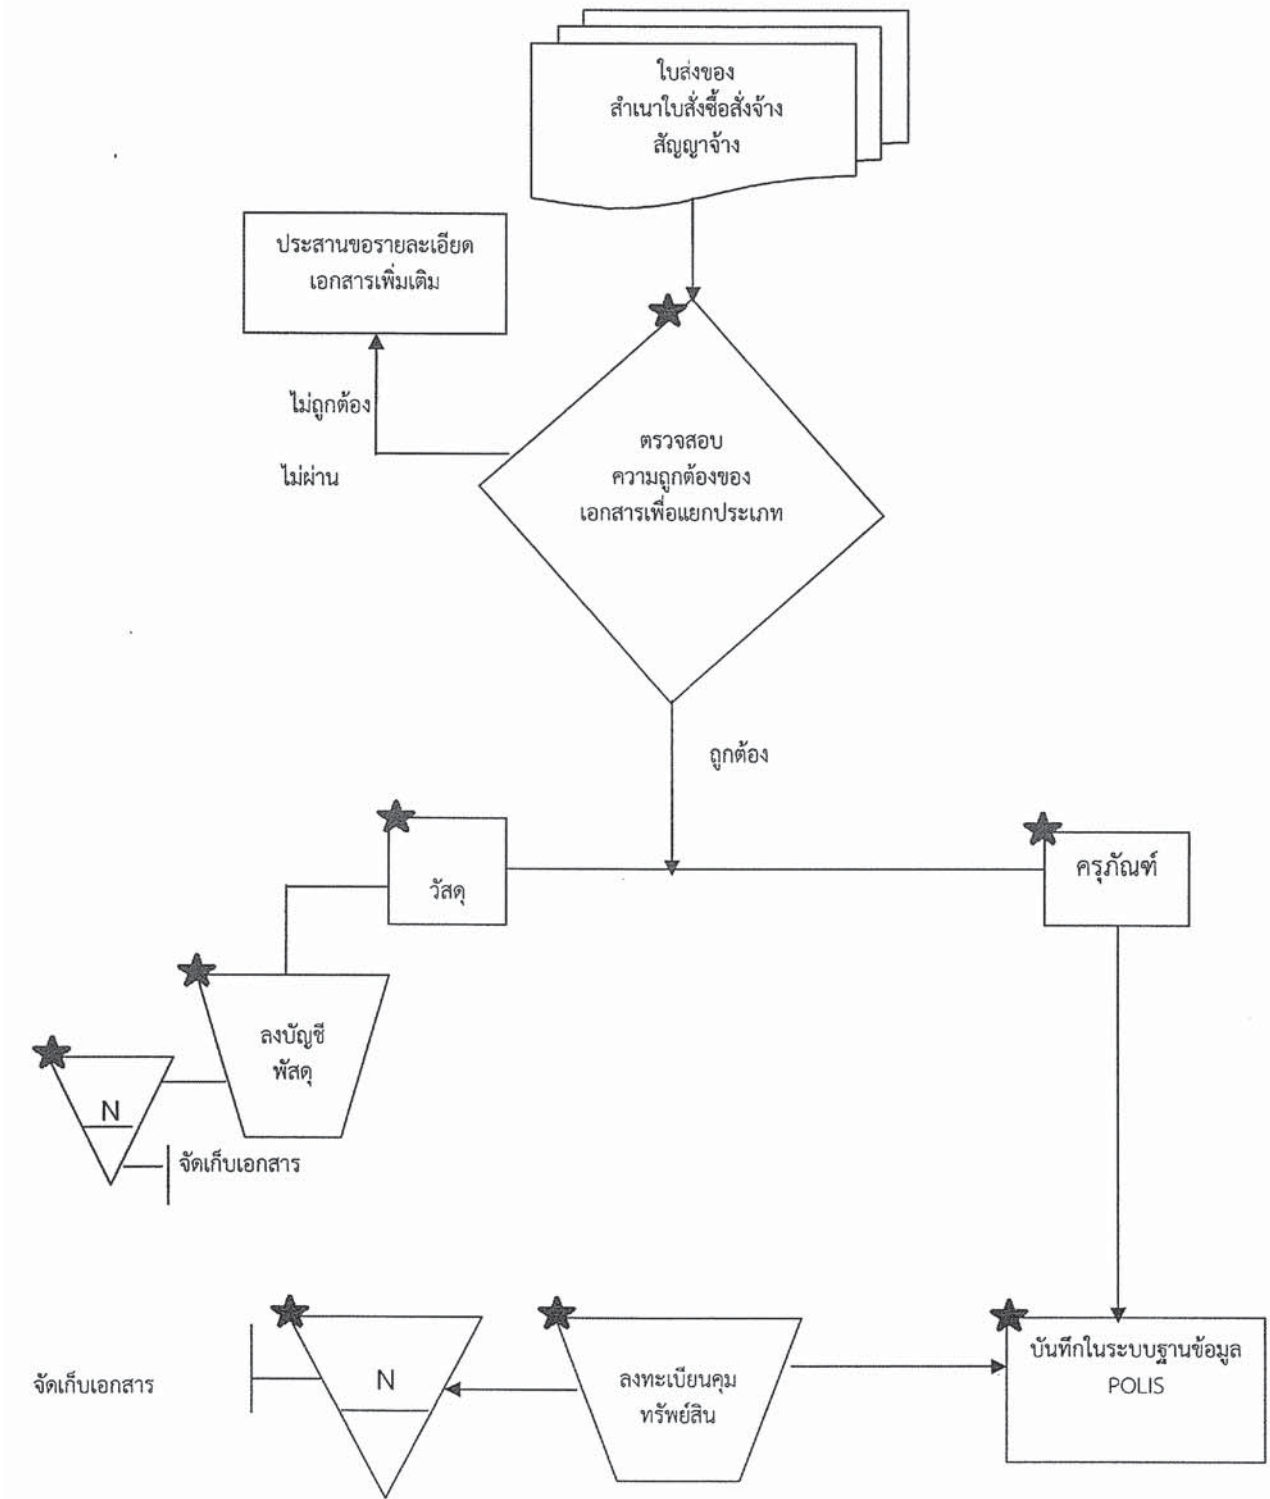 ใบส่งของ
สำเนาใบสั่งซื้อสั่งจ้าง
สัญญาจ้าง
ประสานขอรายละเอียด
เอกสารเพิ่มเติม
ไม่ถูกต้อง
ไม่ผ่าน
ตรวจสอบ
ความถูกต้องของ
เอกสารเพื่อแยกประเภท
ถูกต้อง
วัสดุ
ครุภัณฑ์
ลงบัญชี
พัสดุ
N
จัดเก็บเอกสาร
จัดเก็บเอกสาร
N
ลงทะเบียนคุม
ทรัพย์สิน
บันทึกในระบบฐานข้อมูล
POLIS